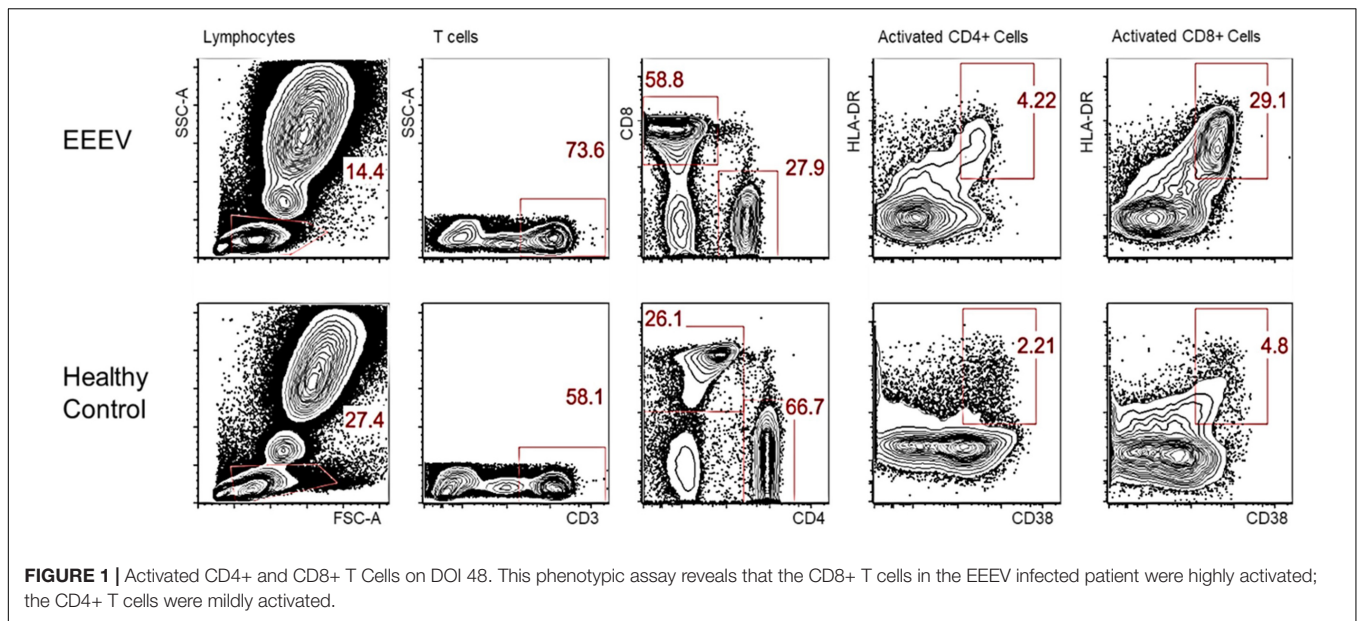 Lymphocytes T cells Activated CD4+ Cells Activated CD8+ Cells
EEEV
SSC-A 14.4
SSC-A 73.6
CD8 58.8 27.9
HLA-DR 4.22
HLA-DR 29.1
Healthy
Control
27.4
58.1
26.1 66.7
2.21
4.8
FSC-A CD3 CD4 CD38 CD38
FIGURE 1 | Activated CD4+ and CD8+ T Cells on DOI 48. This phenotypic assay reveals that the CD8+ T cells in the EEEV infected patient were highly activated;
the CD4+ T cells were mildly activated.